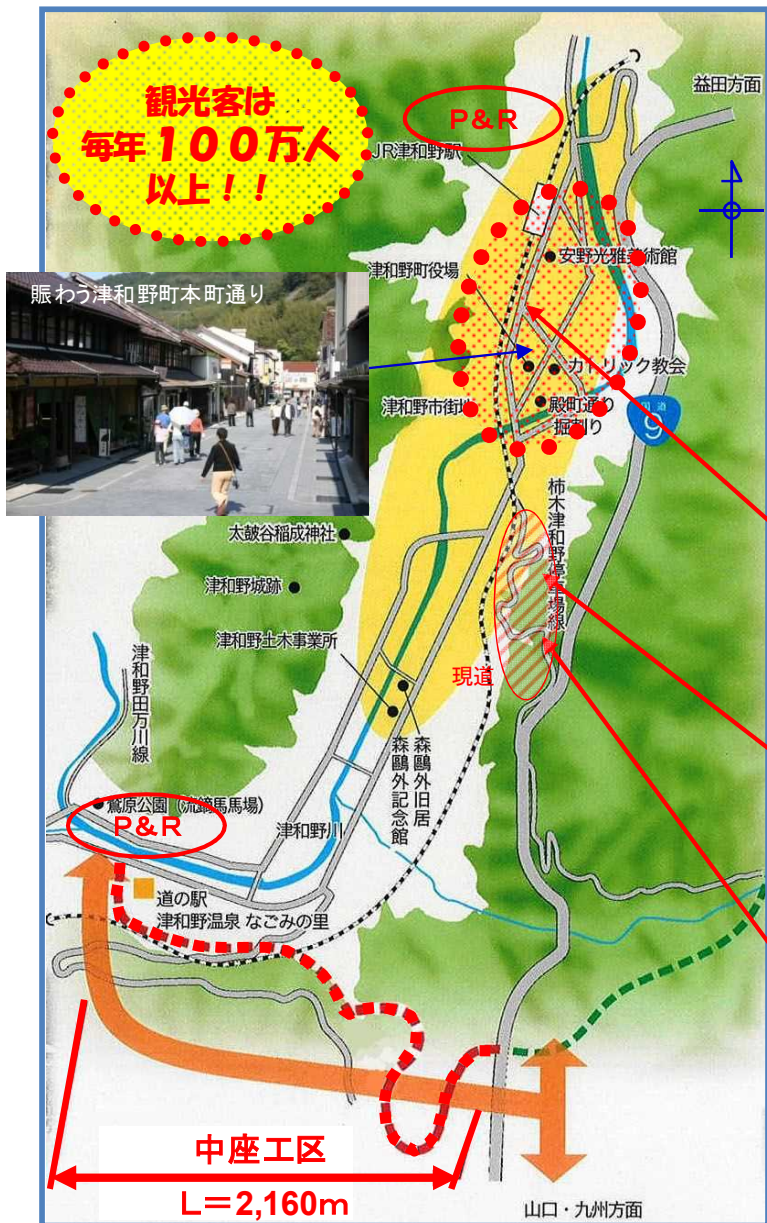 観光客は
毎年１００万人
以上！！
P&R
益田方面
JR津和野駅
安野光雅美術館
津和野町役場
賑わう津和野町本町通り
カトリック教会
殿町通り
掘割り
津和野市街地
国道
9
柿木津和野停車場線
太皷谷稲成神社
津和野城跡
津和野土木事業所
現道
津和野田万川線
森鷗外旧居
森鷗外記念館
鷲原公園（流鏑馬馬場）
P&R
津和野川
道の駅
津和野温泉 なごみの里
中座工区
L＝2,160m
山口・九州方面